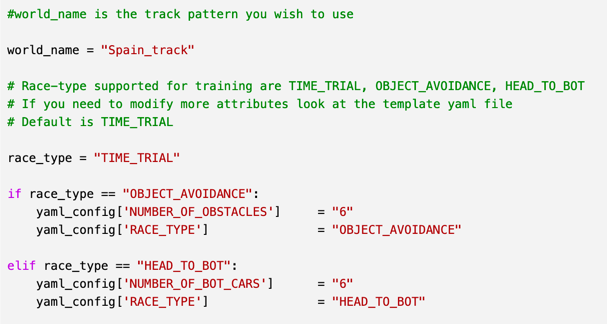 #world_name is the track pattern you wish to use
world_name = "Spain_track"
# Race-type supported for training are TIME_TRIAL, OBJECT_AVOIDANCE, HEAD_TO_BOT
# If you need to modify more attributes look at the template yaml file
# Default is TIME_TRIAL
race_type = "TIME_TRIAL"
if race_type == "OBJECT_AVOIDANCE":
    yaml_config['NUMBER_OF_OBSTACLES']     = "6"
    yaml_config['RACE_TYPE']               = "OBJECT_AVOIDANCE"
elif race_type == "HEAD_TO_BOT":
    yaml_config['NUMBER_OF_BOT_CARS']      = "6"
    yaml_config['RACE_TYPE']               = "HEAD_TO_BOT"